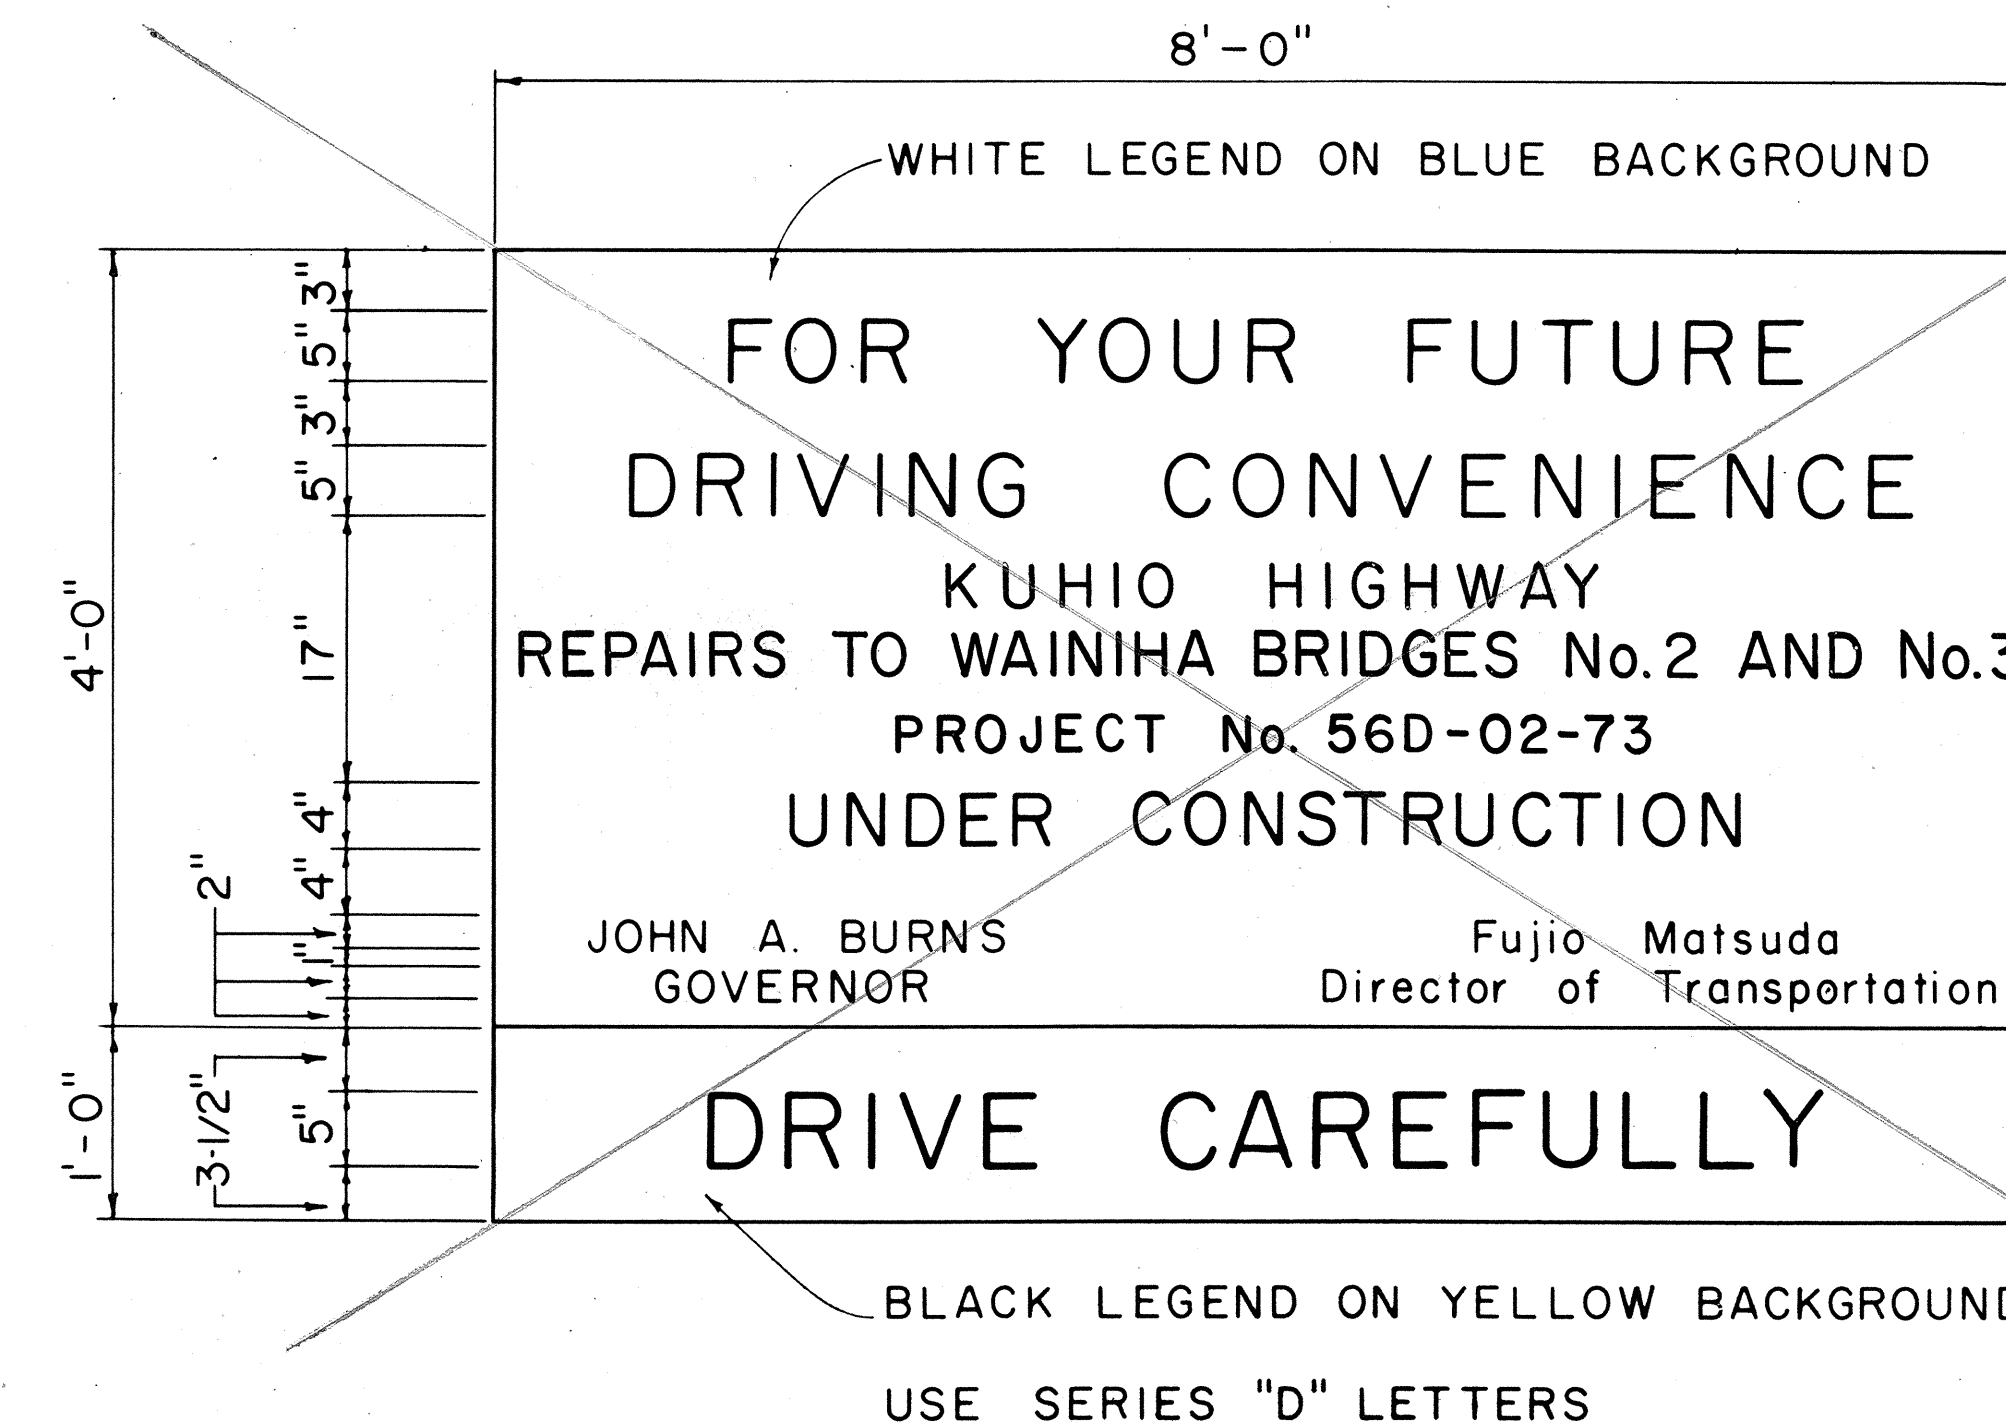 8'-0"
WHITE LEGEND ON BLUE BACKGROUND
3"
5"
3"
5"
17"
4"
4"
2"
1"
4'-0"
FOR YOUR FUTURE
DRIVING CONVENIENCE
KUHIO HIGHWAY
REPAIRS TO WAINIHA BRIDGES No.2 AND No.3
PROJECT No. 56D-02-73
UNDER CONSTRUCTION
JOHN A. BURNS Fujio Matsuda
GOVERNOR Director of Transportation
1'-0"
3-1/2"
5"
DRIVE CAREFULLY
BLACK LEGEND ON YELLOW BACKGROUND
USE SERIES "D" LETTERS